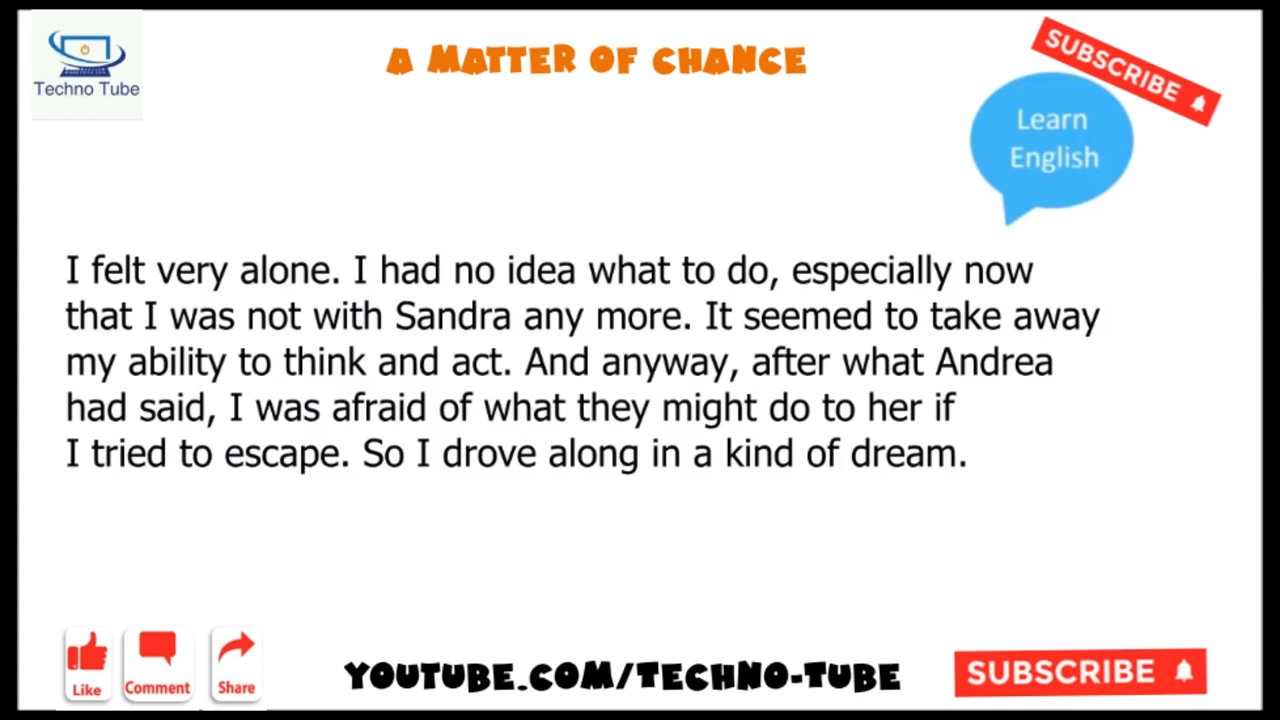 Techno Tube
A MATTER OF CHANCE
SUBSCRIBE
Learn
English
I felt very alone. I had no idea what to do, especially now
that I was not with Sandra any more. It seemed to take away
my ability to think and act. And anyway, after what Andrea
had said, I was afraid of what they might do to her if
I tried to escape. So I drove along in a kind of dream.
Like
Comment
Share
YOUTUBE.COM/TECHNO-TUBE
SUBSCRIBE